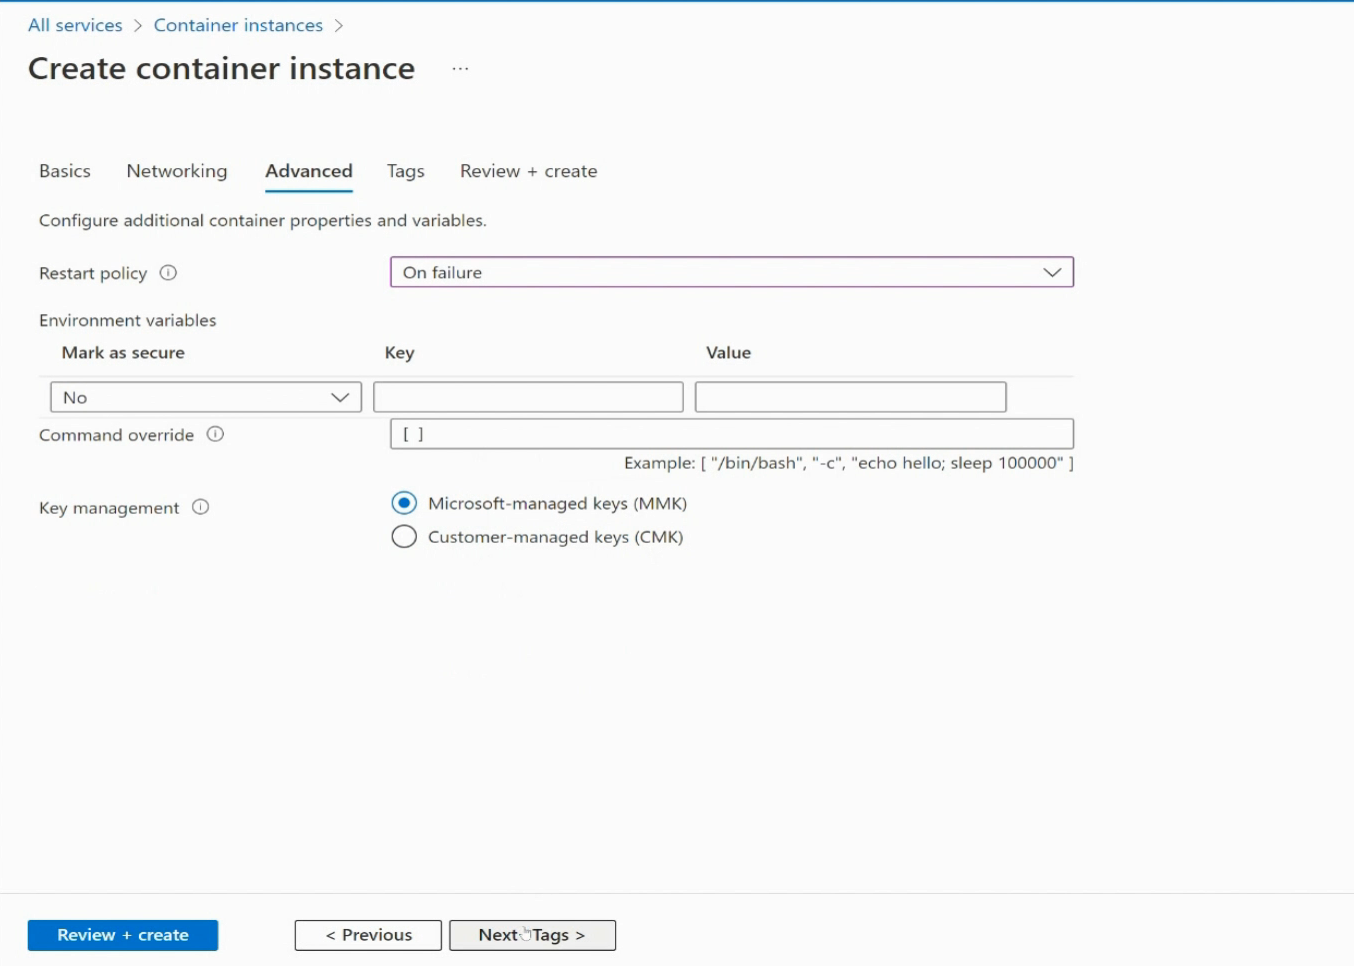 All services > Container instances >
Create container instance ...
Basics Networking Advanced Tags Review + create
Configure additional container properties and variables.
Restart policy On failure
Environment variables
Mark as secure Key Value
No
Command override [ ]
Example: [ "/bin/bash", "-c", "echo hello; sleep 100000" ]
Key management Microsoft-managed keys (MMK)
Customer-managed keys (CMK)
Review + create < Previous Next : Tags >